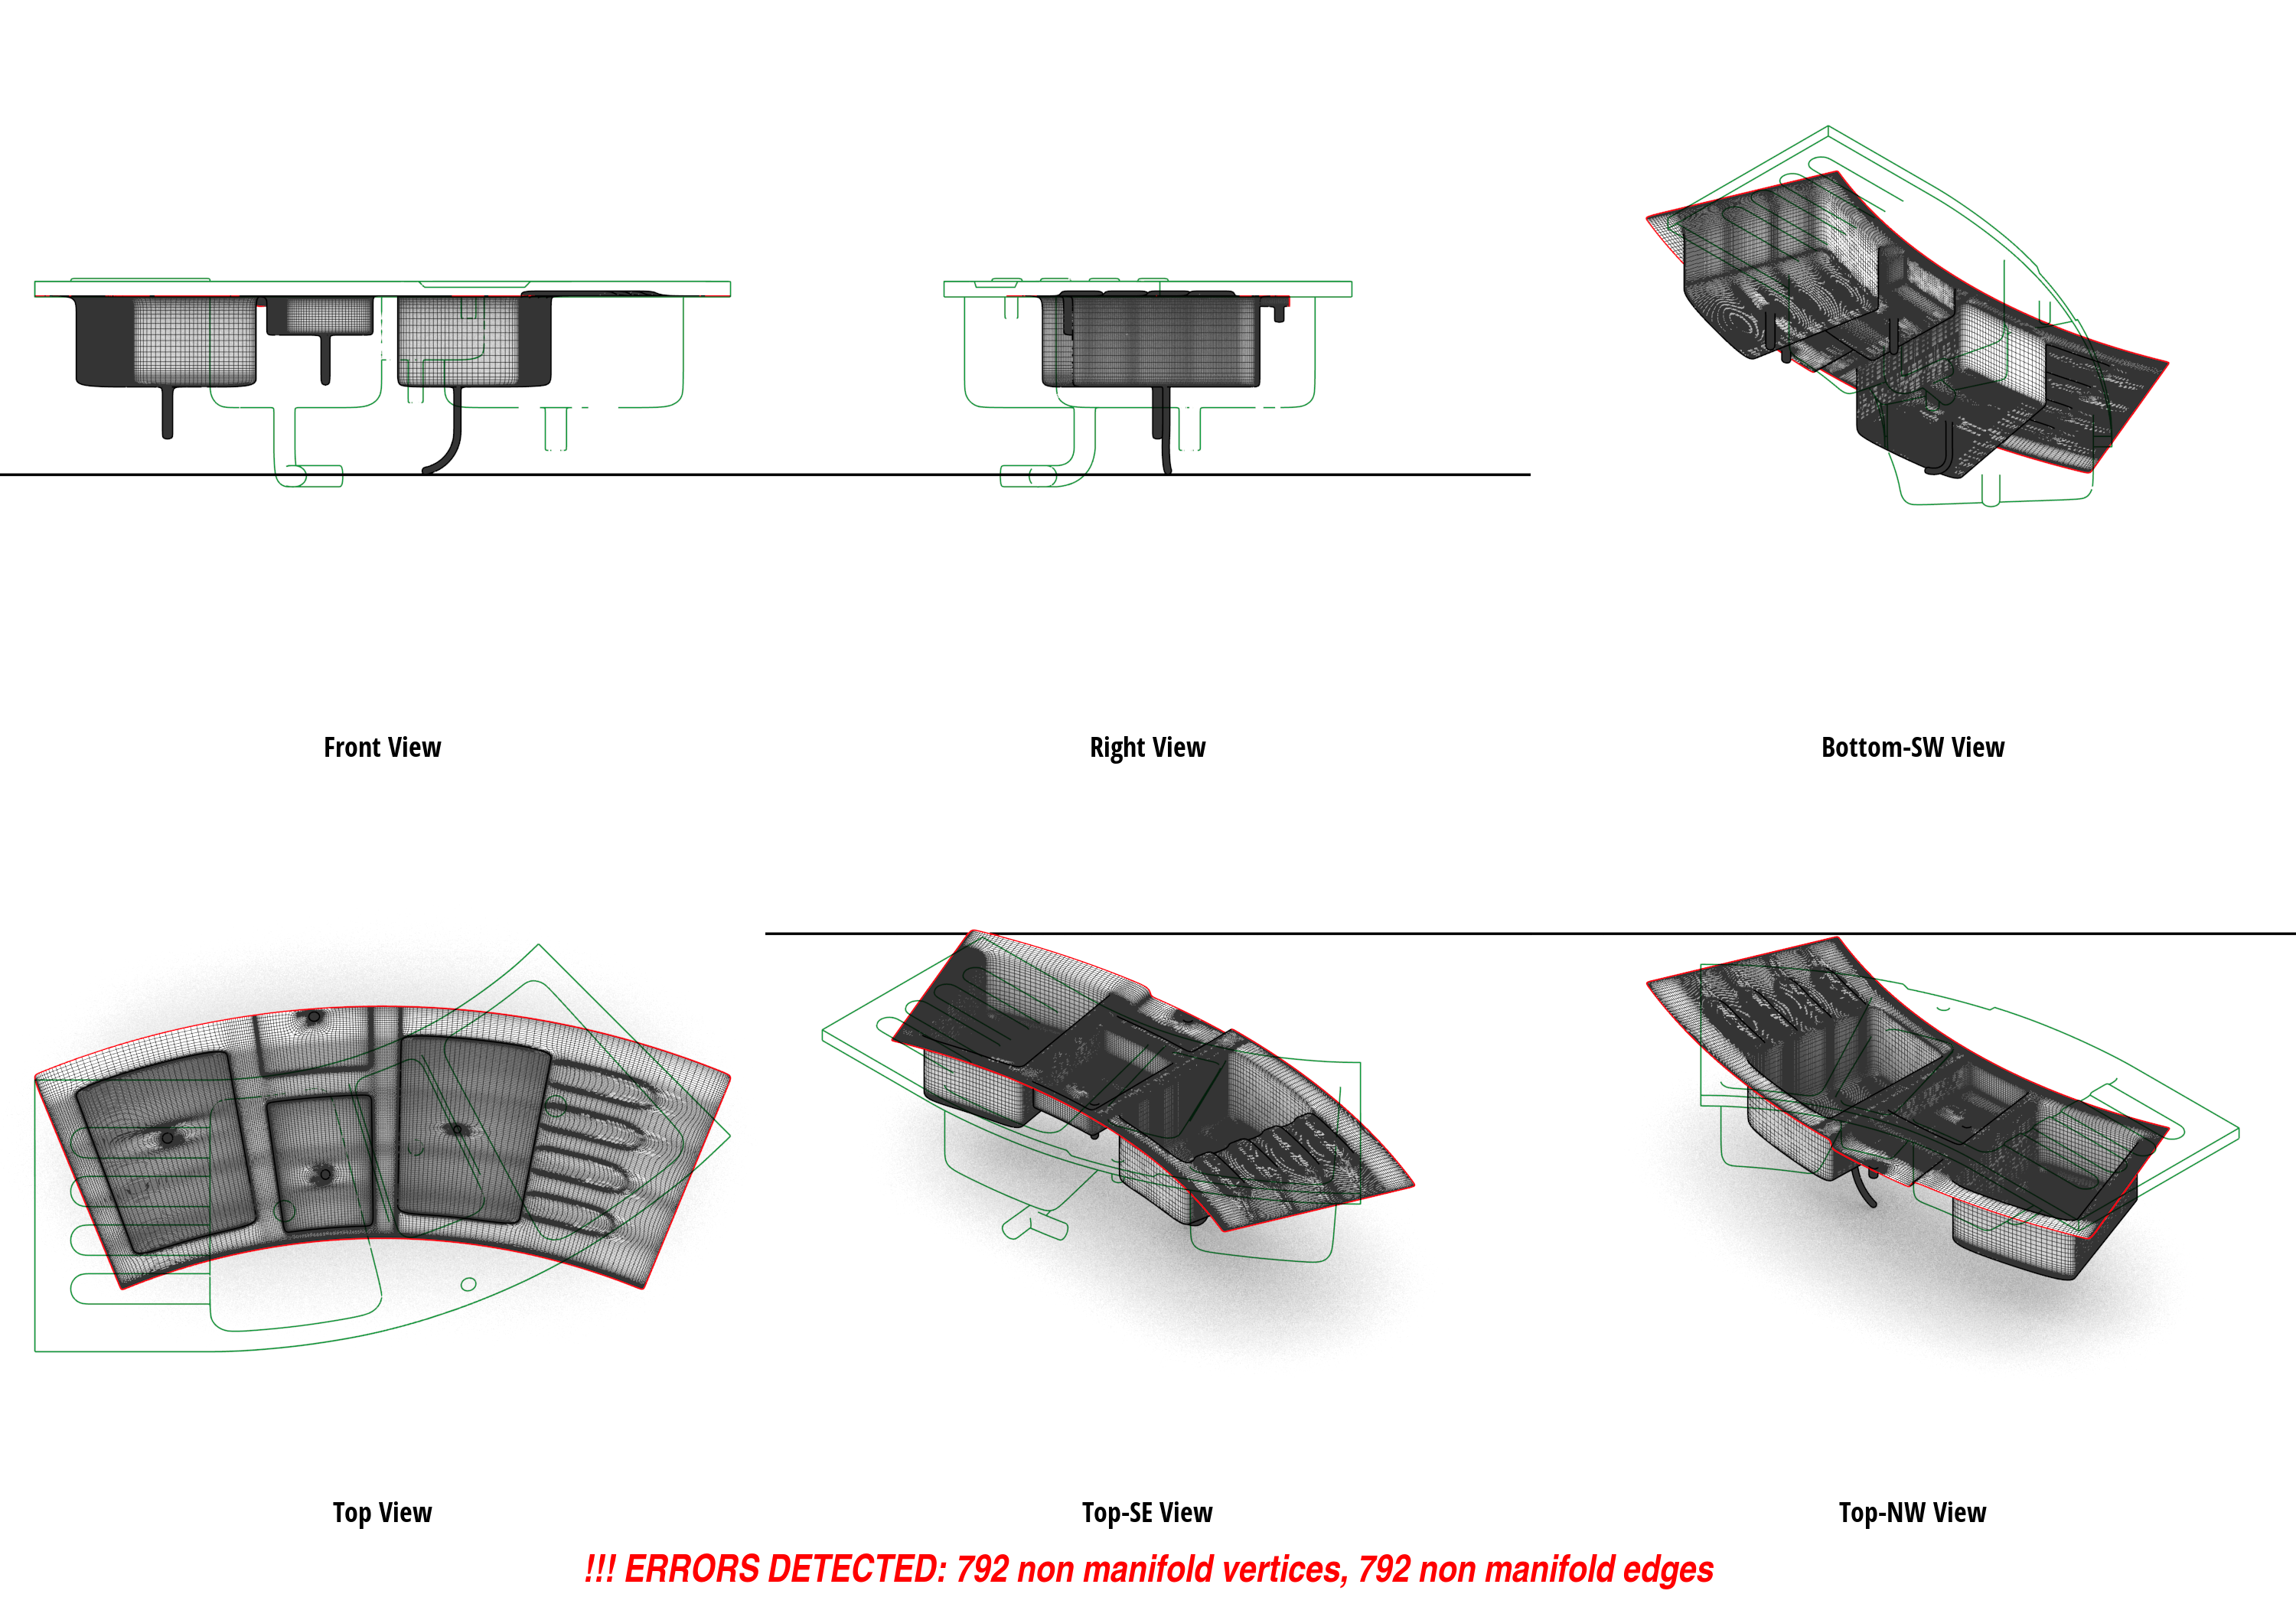 Front View
Right View
Bottom-SW View
Top View
Top-SE View
Top-NW View
!!! ERRORS DETECTED: 792 non manifold vertices, 792 non manifold edges